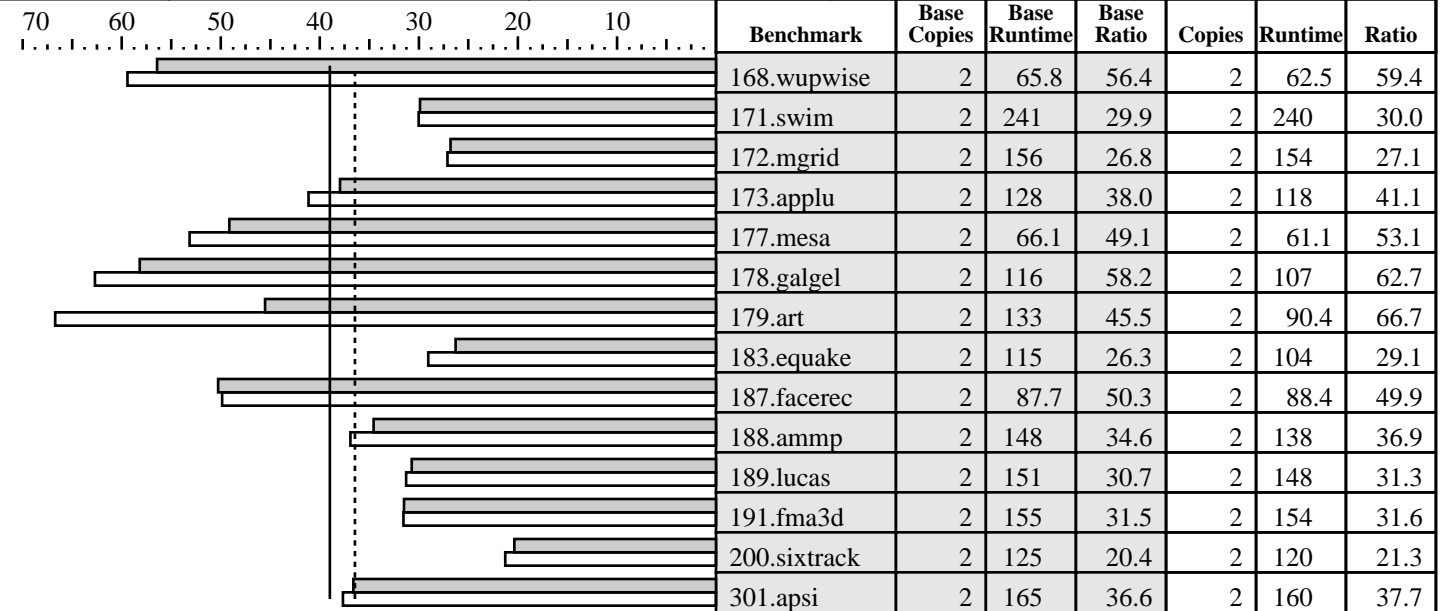 70 60 50 40 30 20 10
Benchmark Base Copies Base Runtime Base Ratio Copies Runtime Ratio
168.wupwise 2 65.8 56.4 2 62.5 59.4
171.swim 2 241 29.9 2 240 30.0
172.mgrid 2 156 26.8 2 154 27.1
173.applu 2 128 38.0 2 118 41.1
177.mesa 2 66.1 49.1 2 61.1 53.1
178.galgel 2 116 58.2 2 107 62.7
179.art 2 133 45.5 2 90.4 66.7
183.equake 2 115 26.3 2 104 29.1
187.facerec 2 87.7 50.3 2 88.4 49.9
188.ammp 2 148 34.6 2 138 36.9
189.lucas 2 151 30.7 2 148 31.3
191.fma3d 2 155 31.5 2 154 31.6
200.sixtrack 2 125 20.4 2 120 21.3
301.apsi 2 165 36.6 2 160 37.7